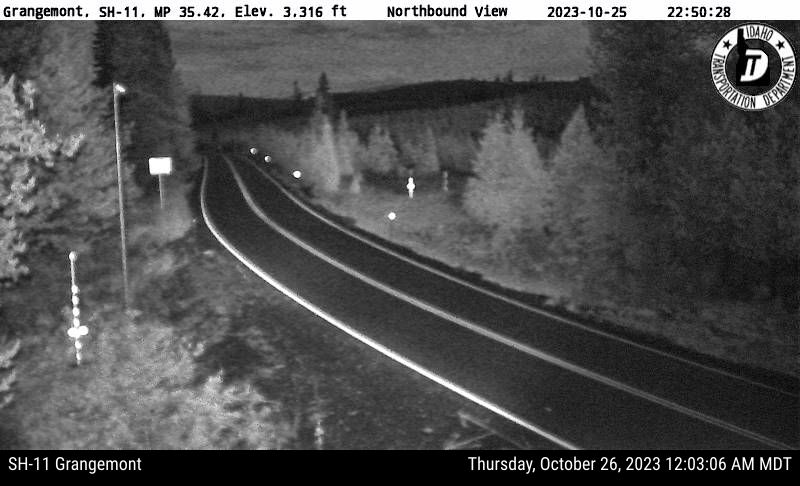 Grangemont, SH-11, MP 35.42, Elev. 3,316 ft Northbound View 2023-10-25 22:50:28
IDAHO
TRANSPORTATION DEPARTMENT
SH-11 Grangemont Thursday, October 26, 2023 12:03:06 AM MDT